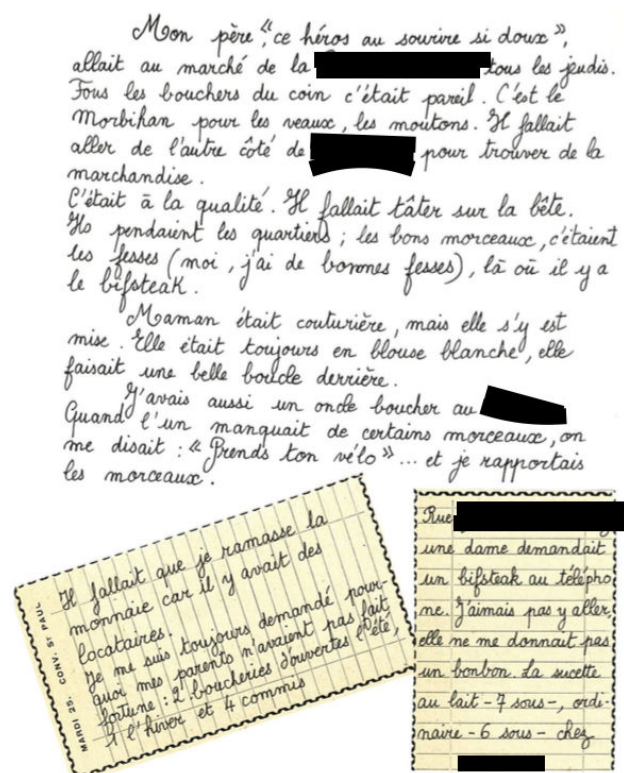 Mon père, "ce héros au sourire si doux",
allait au marché de la tous les jeudis.
Tous les bouchers du coin c'était pareil. C'est le
Morbihan pour les veaux, les moutons. Il fallait
aller de l'autre côté de pour trouver de la
marchandise.
C'était à la qualité. Il fallait tâter sur la bête.
Ils pendaient les quartiers ; les bons morceaux, c'étaient
les fesses (moi, j'ai de bonnes fesses), là où il y a
le bifsteak.
Maman était couturière, mais elle s'y est
mise. Elle était toujours en blouse blanche, elle
faisait une belle boucle derrière.
J'avais aussi un oncle boucher au
Quand l'un manquait de certains morceaux, on
me disait : « Prends ton vélo » ... et je rapportais
les morceaux.
MARDI 25, CONV. St PAUL
Il fallait que je ramasse la
monnaie car il y avait des
locataires.
Je me suis toujours demandé pour-
quoi mes parents n'avaient pas fait
fortune : 2 boucheries d'ouvertes l'été,
1 l'hiver et 4 commis
Rue
une dame demandait
un bifsteak au télépho
ne. J'aimais pas y aller,
elle ne me donnait pas
un bonbon. La sucette
au lait - 7 sous -, ordi-
naire - 6 sous - chez